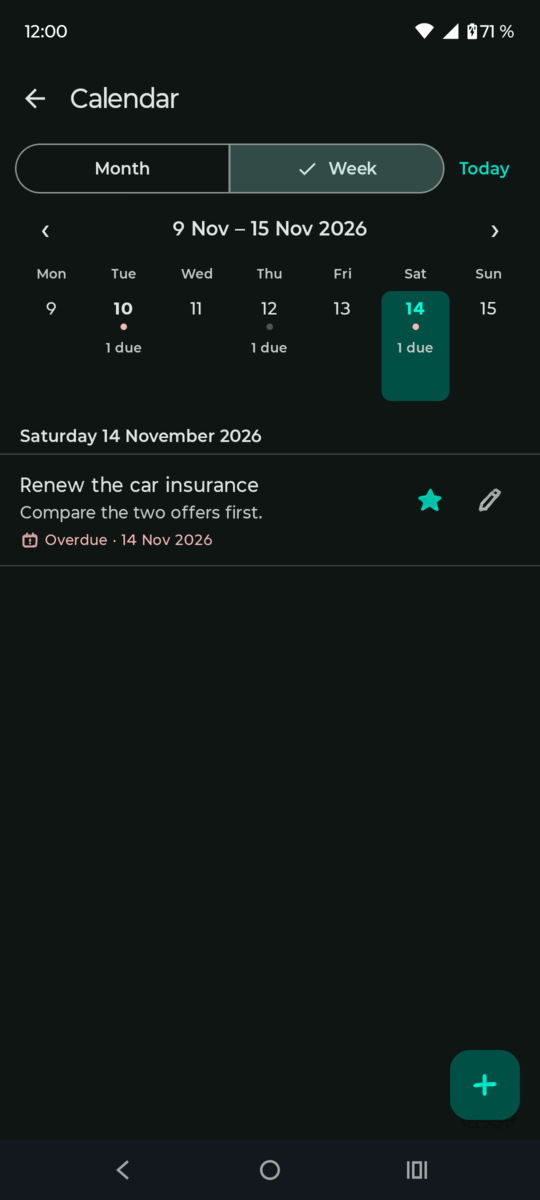 12:00
71 %
Calendar
Month
Week
Today
9 Nov – 15 Nov 2026
Mon Tue Wed Thu Fri Sat Sun
9 10 11 12 13 14 15
1 due 1 due 1 due
Saturday 14 November 2026
Renew the car insurance
Compare the two offers first.
Overdue · 14 Nov 2026